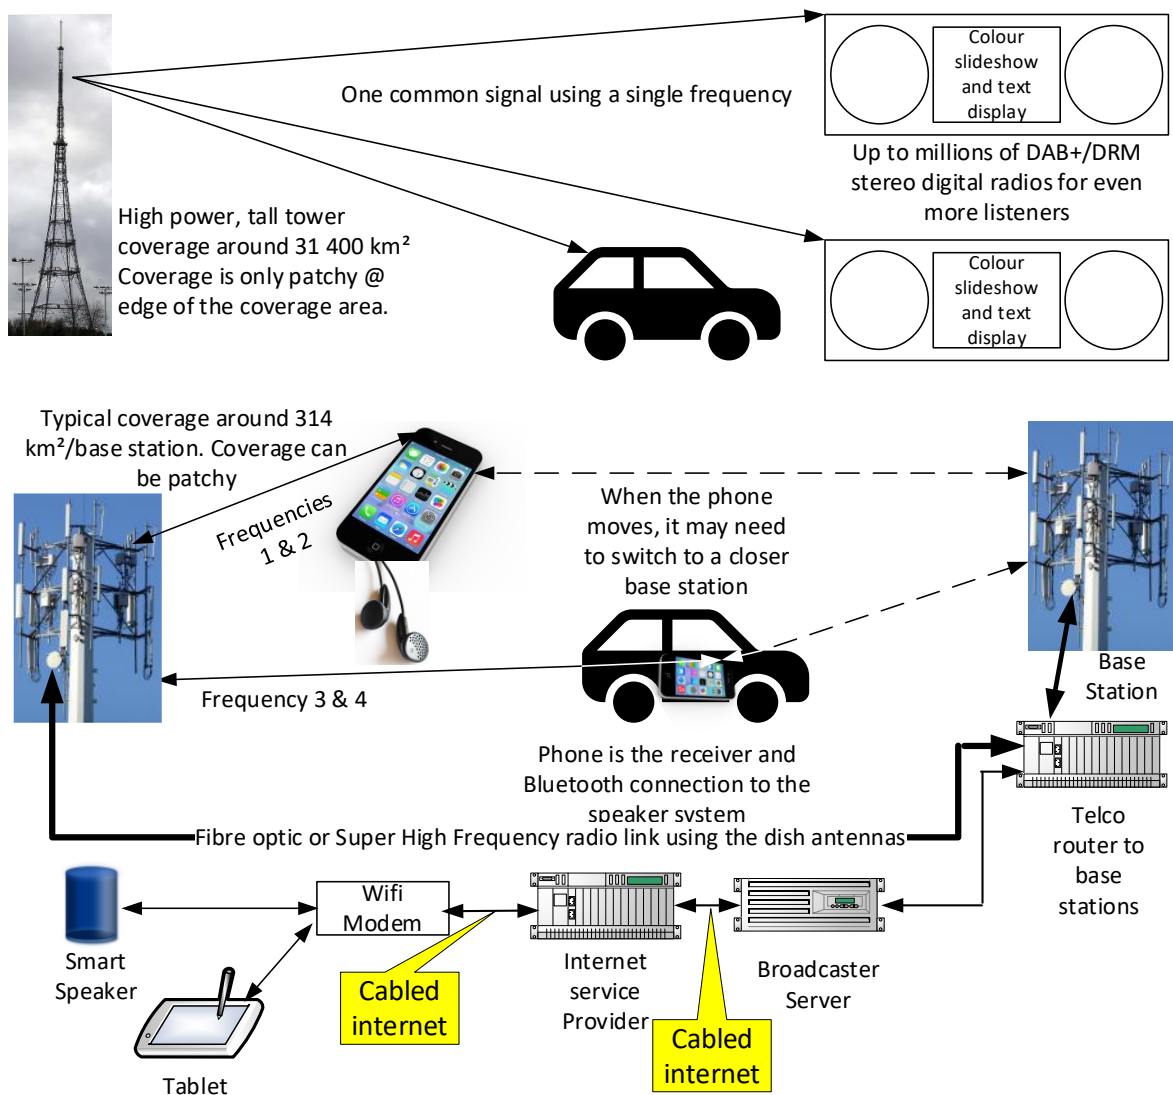 One common signal using a single frequency
Colour
slideshow
and text
display
Up to millions of DAB+/DRM
stereo digital radios for even
more listeners
High power, tall tower
coverage around 31 400 km²
Coverage is only patchy @
edge of the coverage area.
Colour
slideshow
and text
display
Typical coverage around 314
km²/base station. Coverage can
be patchy
Frequencies
1 & 2
When the phone
moves, it may need
to switch to a closer
base station
Frequency 3 & 4
Base
Station
Phone is the receiver and
Bluetooth connection to the
speaker system
Fibre optic or Super High Frequency radio link using the dish antennas
Telco
router to
base
stations
Wifi
Modem
Smart
Speaker
Internet
service
Provider
Broadcaster
Server
Cabled
internet
Cabled
internet
Tablet